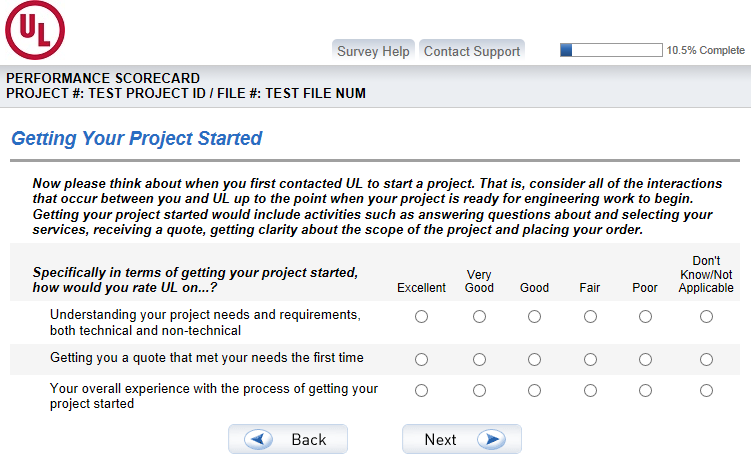 UL
Survey Help
Contact Support
10.5% Complete
PERFORMANCE SCORECARD
PROJECT #: TEST PROJECT ID / FILE #: TEST FILE NUM
Getting Your Project Started
Now please think about when you first contacted UL to start a project. That is, consider all of the interactions
that occur between you and UL up to the point when your project is ready for engineering work to begin.
Getting your project started would include activities such as answering questions about and selecting your
services, receiving a quote, getting clarity about the scope of the project and placing your order.
Specifically in terms of getting your project started,
how would you rate UL on...?
Excellent
Very
Good
Good
Fair
Poor
Don't
Know/Not
Applicable
Understanding your project needs and requirements,
both technical and non-technical
Getting you a quote that met your needs the first time
Your overall experience with the process of getting your
project started
Back
Next